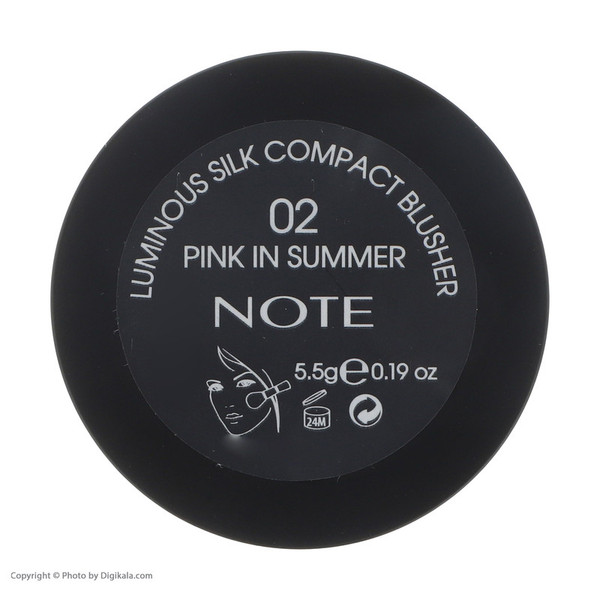 LUMINOUS SILK COMPACT BLUSHER
02
PINK IN SUMMER
NOTE
5.5g e 0.19 oz
24M
Copyright © Photo by Digikala.com